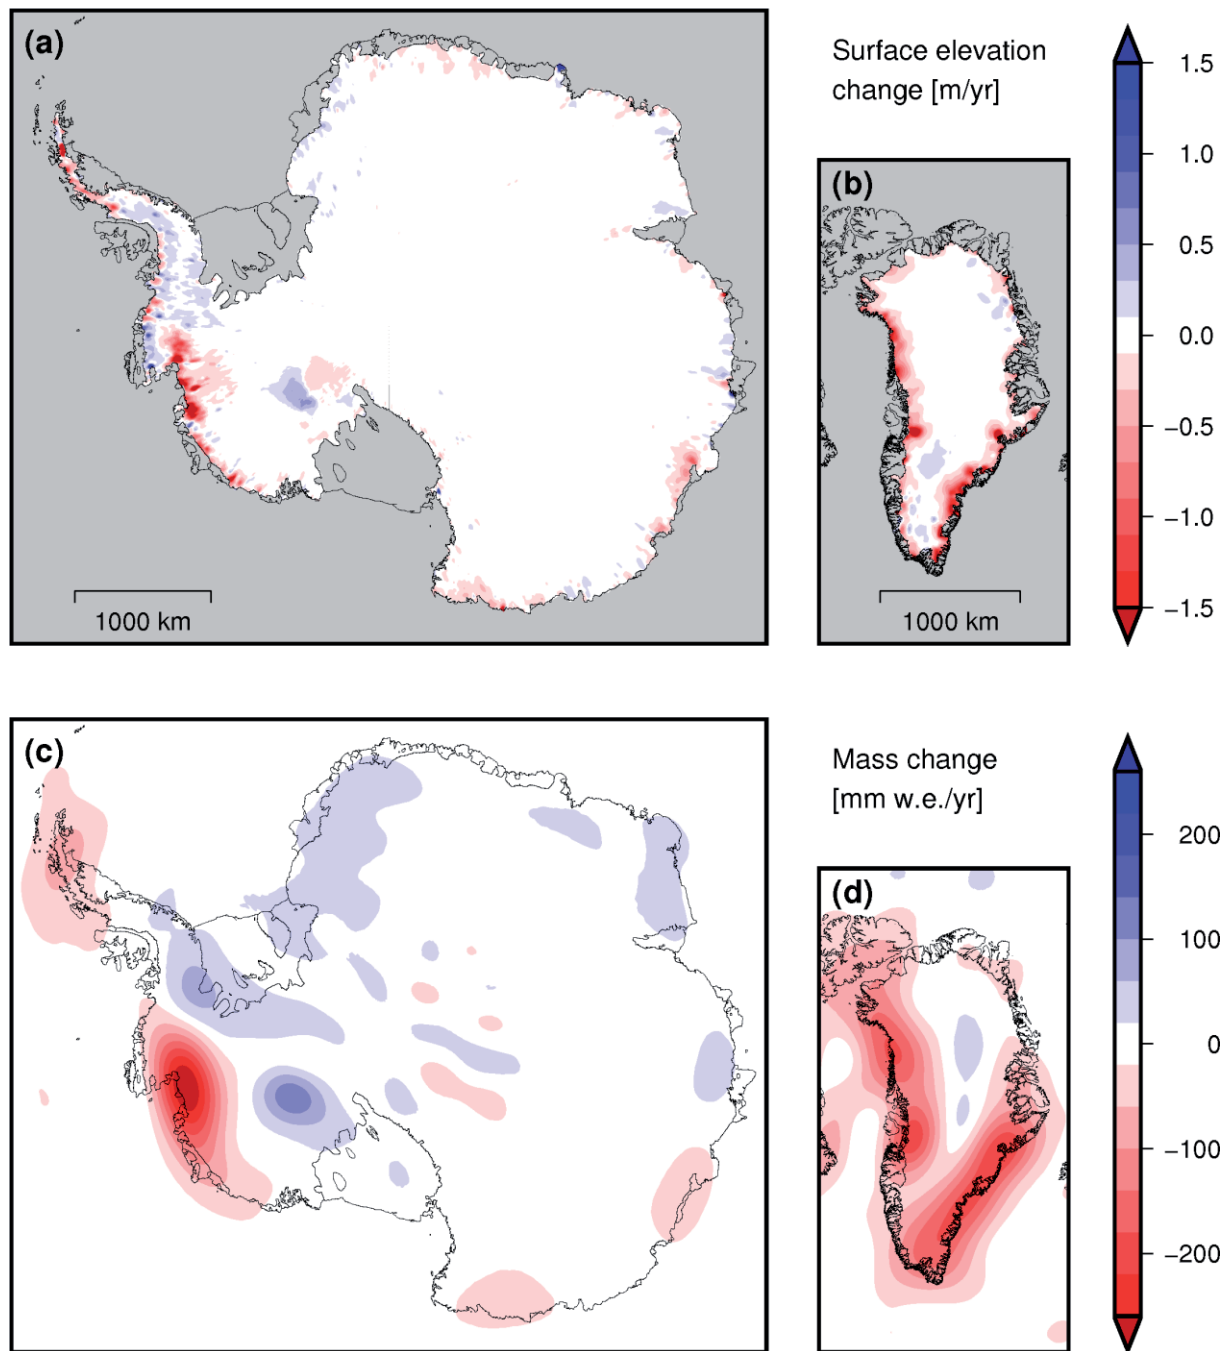 (a)
1000 km
Surface elevation
change [m/yr]
(b)
1000 km
1.5
1.0
0.5
0.0
−0.5
−1.0
−1.5
(c)
Mass change
[mm w.e./yr]
(d)
200
100
0
−100
−200